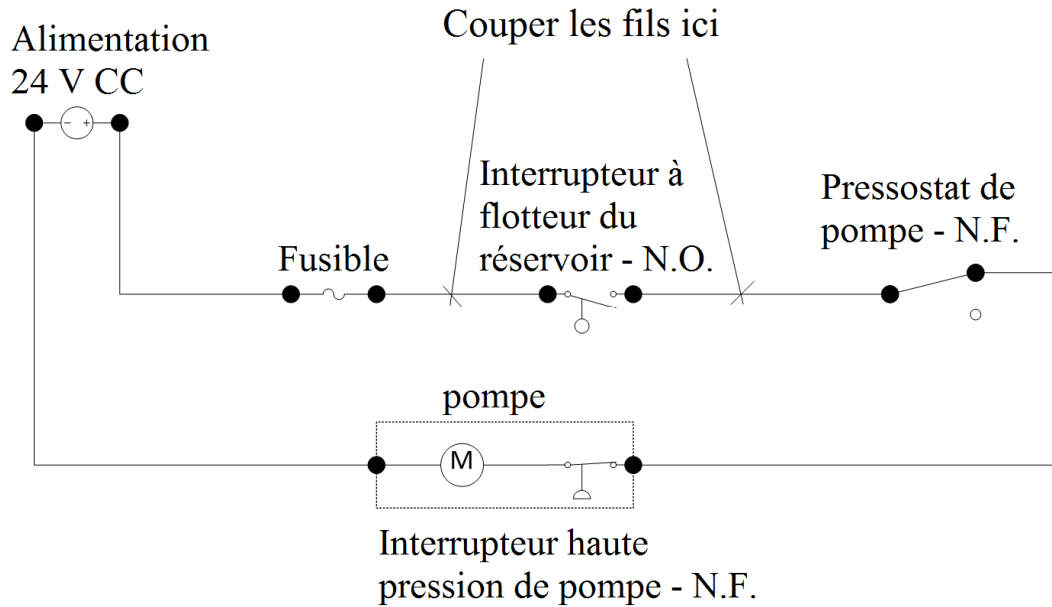 Couper les fils ici
Alimentation
24 V CC
- +
Interrupteur à
flotteur du
réservoir - N.O.
Pressostat de
pompe - N.F.
Fusible
pompe
M
Interrupteur haute
pression de pompe - N.F.